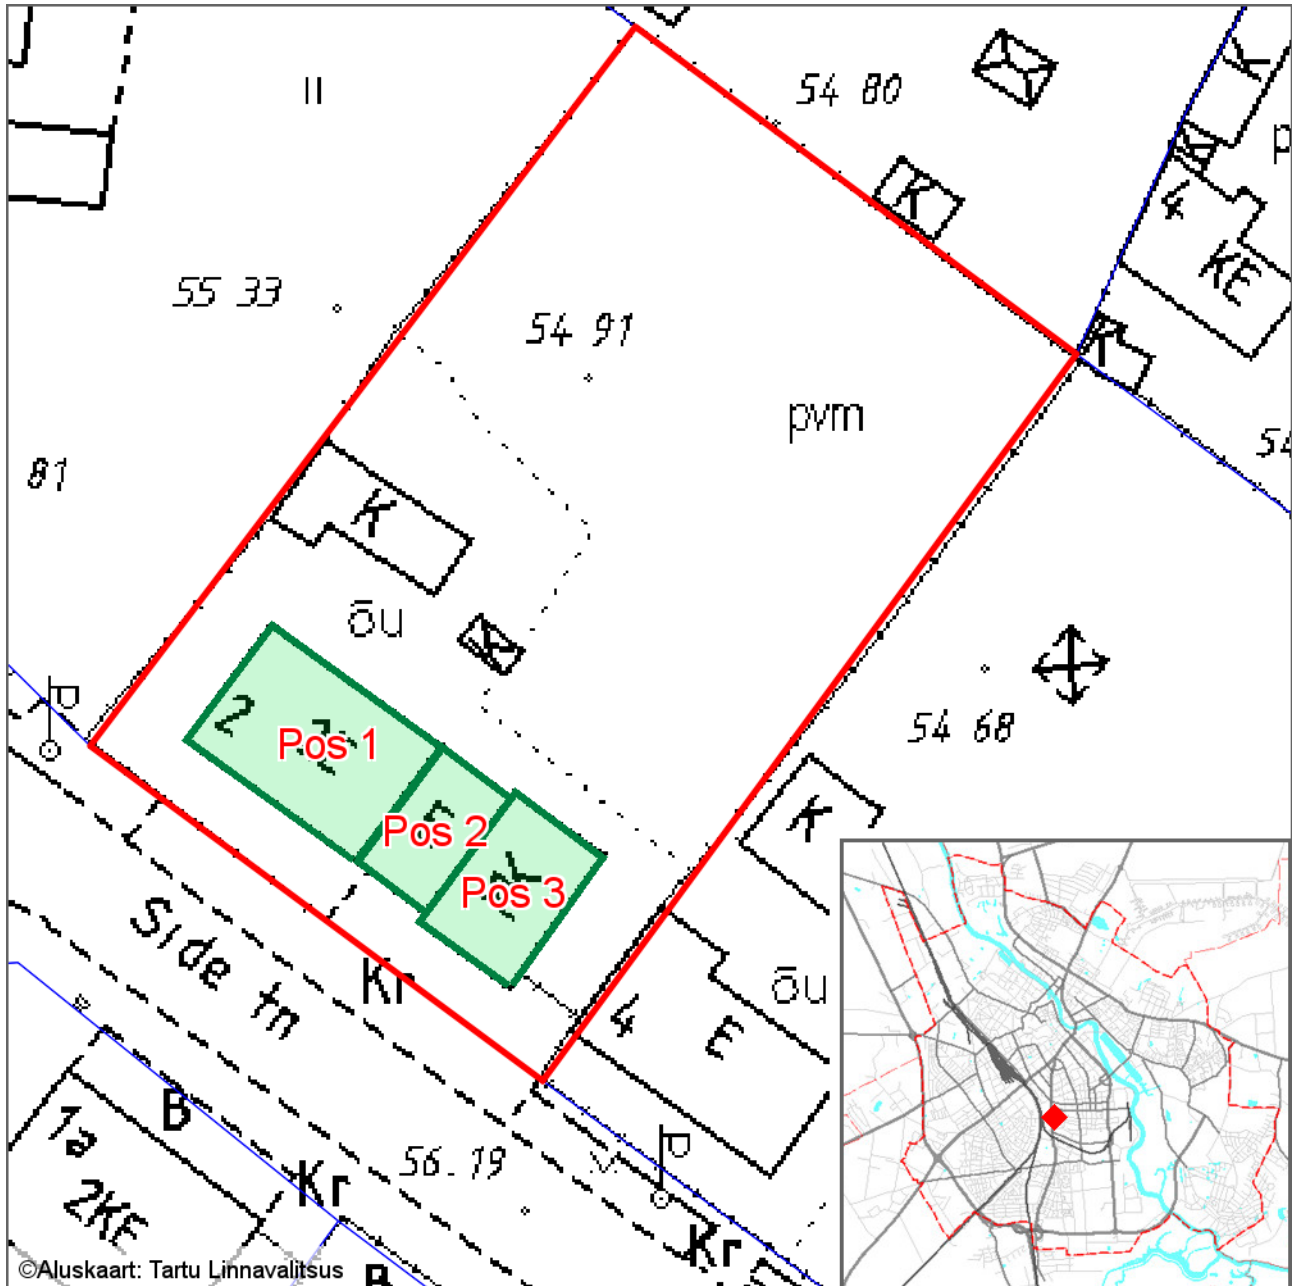 II
54 80
K
K
K
4
KE
p
55 33
54 91
pvm
K
54
81
K
õu
K
2
Pos 1
Pos 2
Pos 3
54 68
K
õu
4 E
Side tn
Kr
B
1a
2KE
56.19
Kr
Kr
B
©Aluskaart: Tartu Linnavalitsus